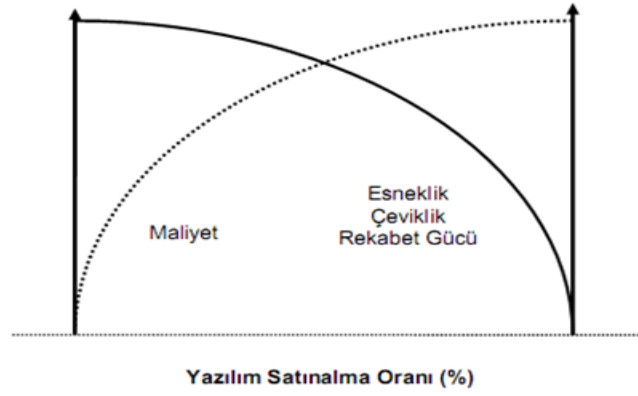 Esneklik
Çeviklik
Rekabet Gücü
Maliyet
Yazılım Satınalma Oranı (%)